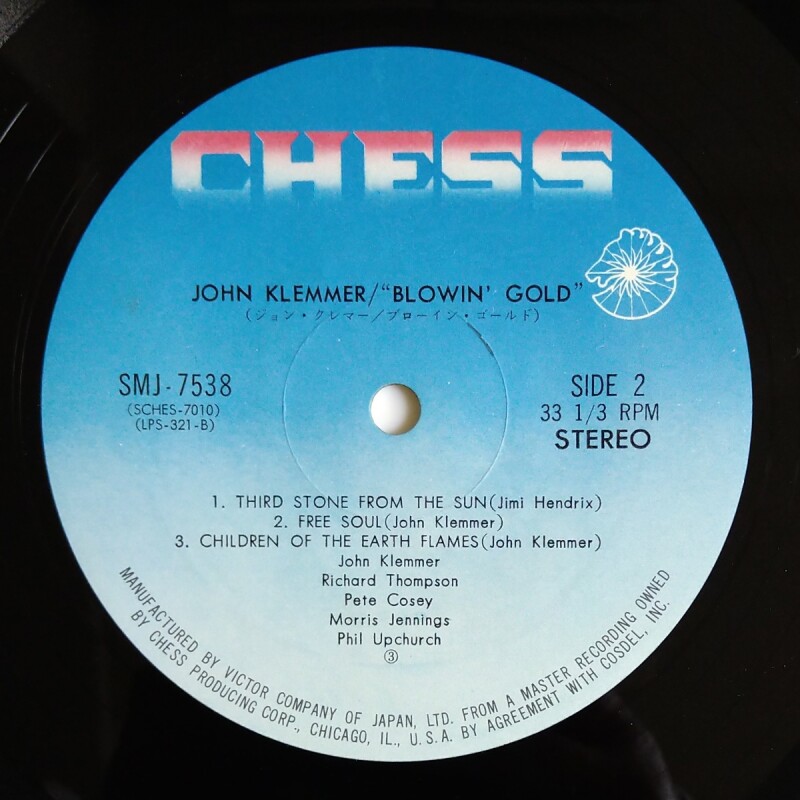 CHESS
JOHN KLEMMER/“BLOWIN' GOLD”
(ジョン・クレマー/ブローイン・ゴールド)
SMJ-7538
(SCHES-7010)
(LPS-321-B)
SIDE 2
33 1/3 RPM
STEREO
1. THIRD STONE FROM THE SUN(Jimi Hendrix)
2. FREE SOUL(John Klemmer)
3. CHILDREN OF THE EARTH FLAMES(John Klemmer)
John Klemmer
Richard Thompson
Pete Cosey
Morris Jennings
Phil Upchurch
③
MANUFACTURED BY VICTOR COMPANY OF JAPAN, LTD. FROM A MASTER RECORDING OWNED
BY CHESS PRODUCING CORP., CHICAGO, IL., U.S.A. BY AGREEMENT WITH COSDEL, INC.